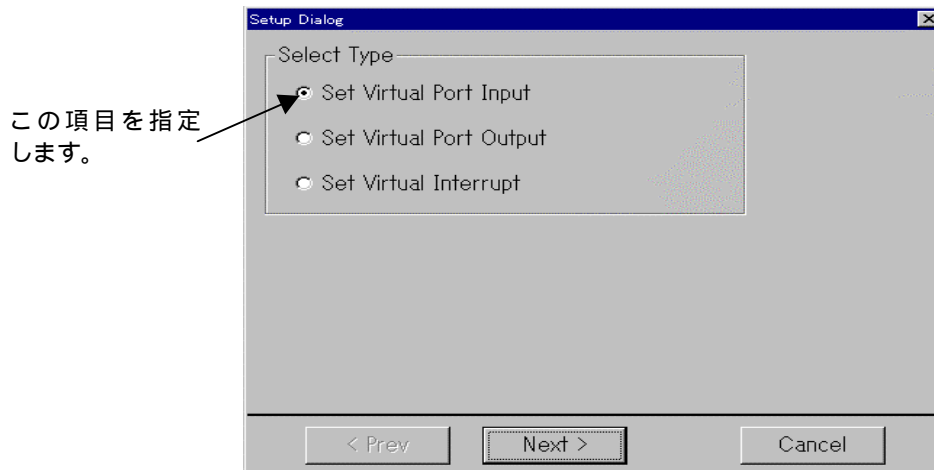 Setup Dialog
Select Type
Set Virtual Port Input
Set Virtual Port Output
Set Virtual Interrupt
この項目を指定
します。
< Prev
Next >
Cancel